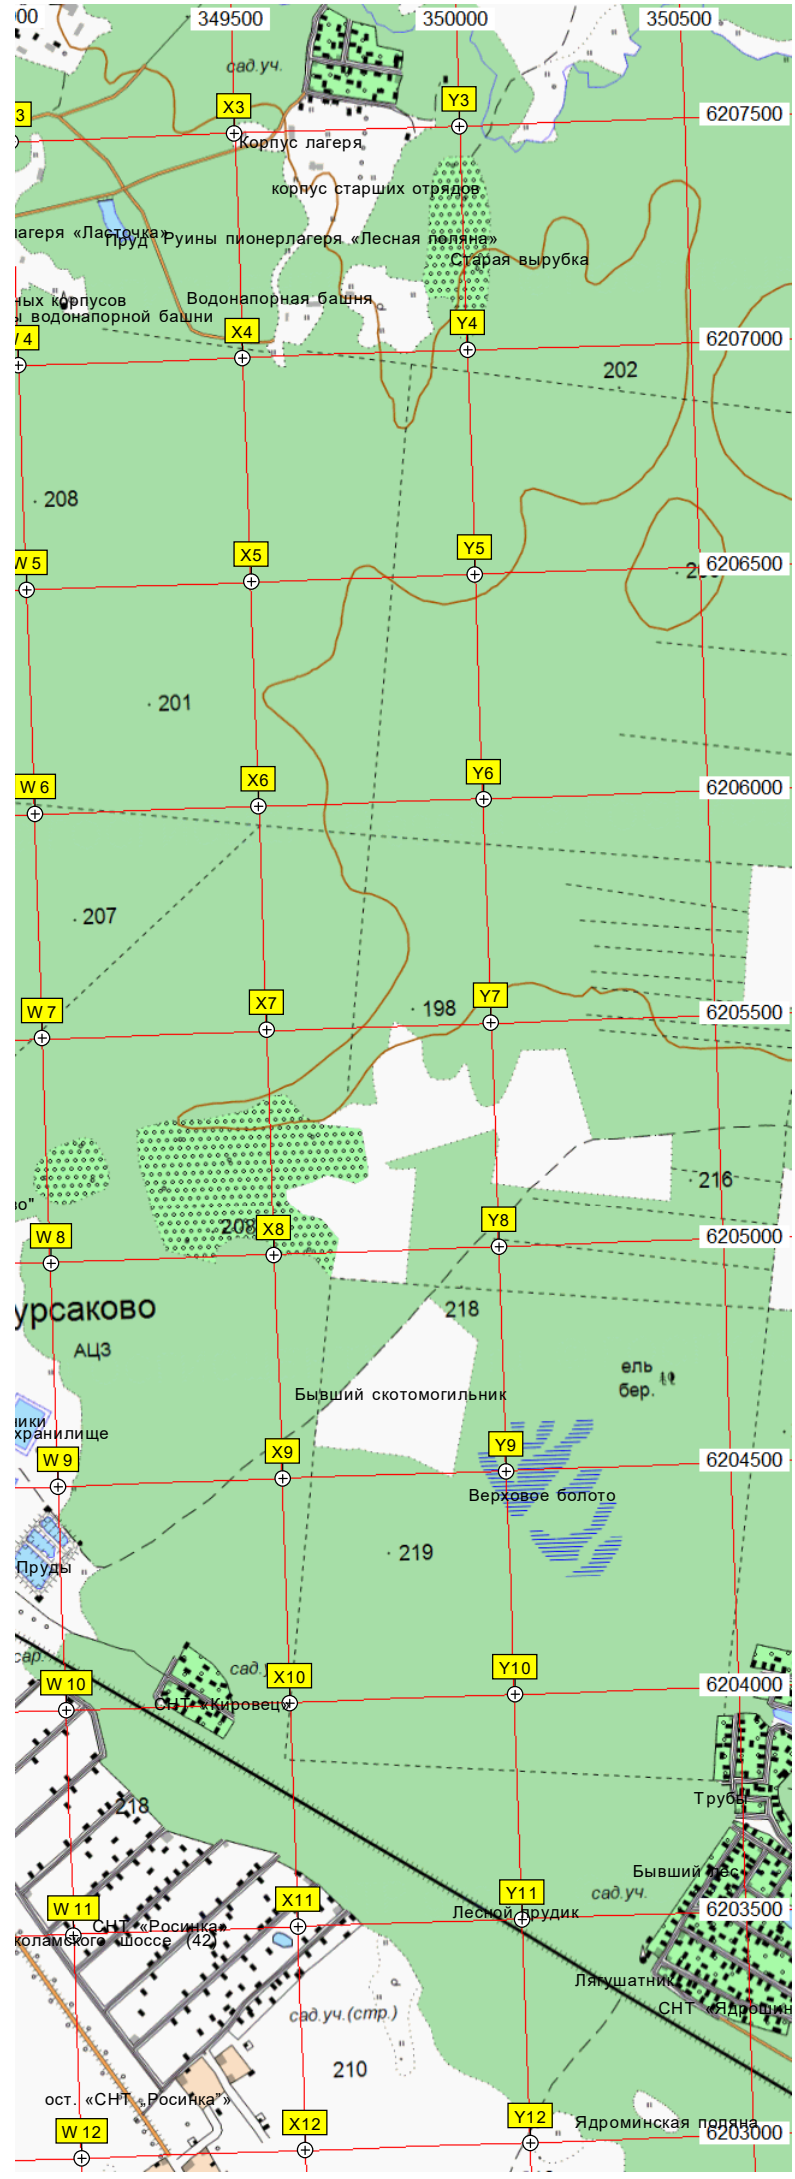 349500 350000 350500
сад.уч.
X3 Y3
6207500
Корпус лагеря
корпус старших отрядов
лагеря «Ласточка»
Пруд Руины пионерлагеря «Лесная поляна»
Старая вырубка
Водонапорная башня
корпусов
водонапорной башни
X4 Y4
6207000
202
208
W 5 X5 Y5
6206500
201
W 6 X6 Y6
6206000
207
W 7 X7 Y7
198
6205500
216
208
W 8 X8 Y8
6205000
218
АЦЗ
ель
бер.
Бывший скотомогильник
W 9 X9 Y9
6204500
Верховое болото
219
Пруды
сад.
W 10 X10 Y10
6204000
СНТ «Кировец»
Трубы
218
Бывший лес
сад.уч.
W 11 X11 Y11
6203500
Лесной прудик
СНТ «Росинка»
шоссе (42)
Лягушатник
СНТ
сад.уч.(стр.)
210
ост. «СНТ „Росинка”»
W 12 X12 Y12
Ядроминская поляна
6203000